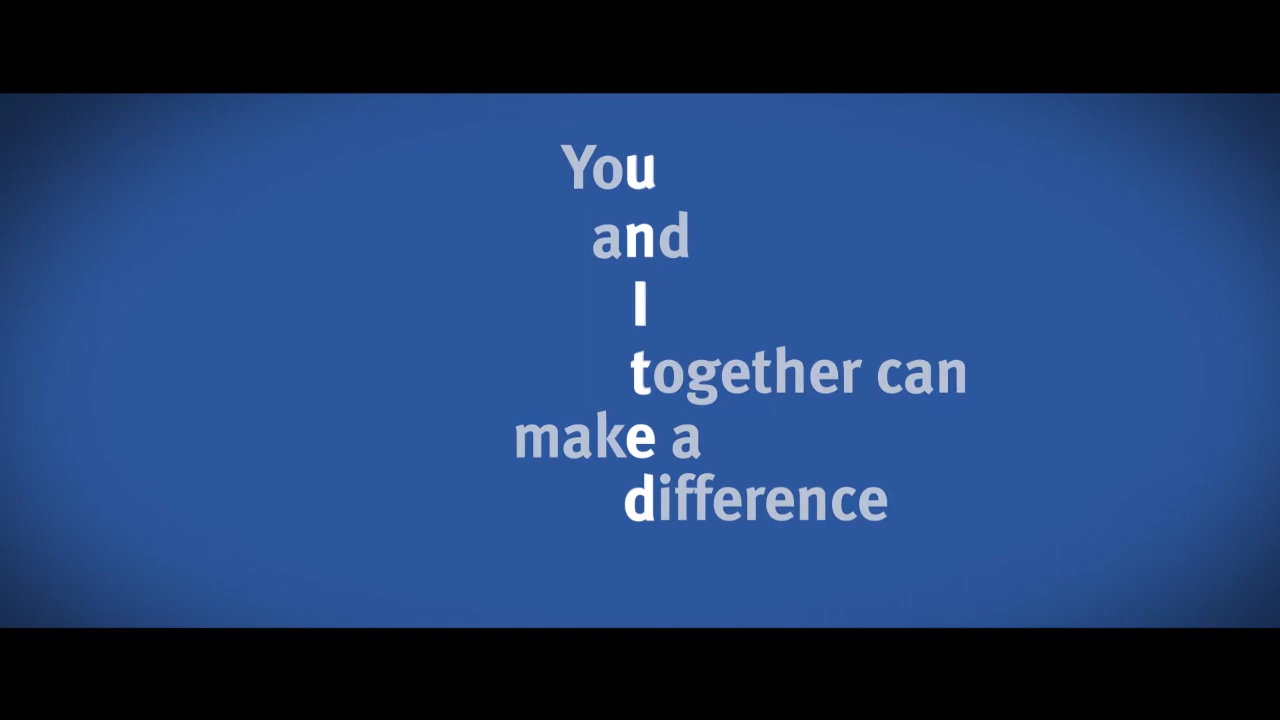 You
and
I
together can
make a
difference